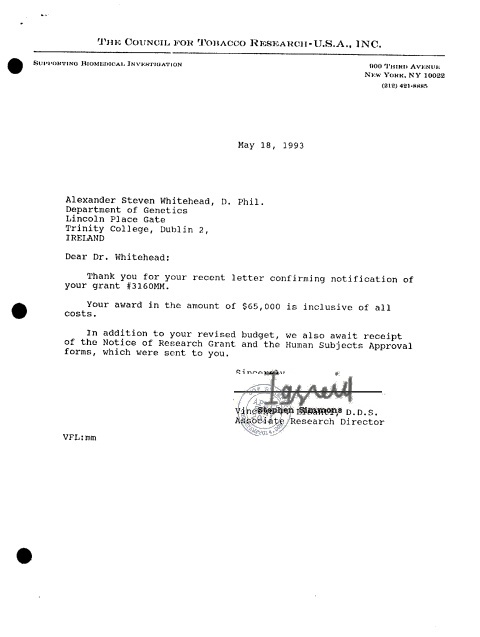 THE COUNCIL FOR TOBACCO RESEARCH-U.S.A., INC.
SUPPORTING BIOMEDICAL INVESTIGATION
900 THIRD AVENUE
NEW YORK, NY 10022
(212) 421-8885
May 18, 1993
Alexander Steven Whitehead, D. Phil.
Department of Genetics
Lincoln Place Gate
Trinity College, Dublin 2,
IRELAND
Dear Dr. Whitehead:
Thank you for your recent letter confirming notification of
your grant #3160MM.
Your award in the amount of $65,000 is inclusive of all
costs.
In addition to your revised budget, we also await receipt
of the Notice of Research Grant and the Human Subjects Approval
forms, which were sent to you.
Sincerely
Stephen Simmons
D.D.S.
Associate Research Director
VFL:mm